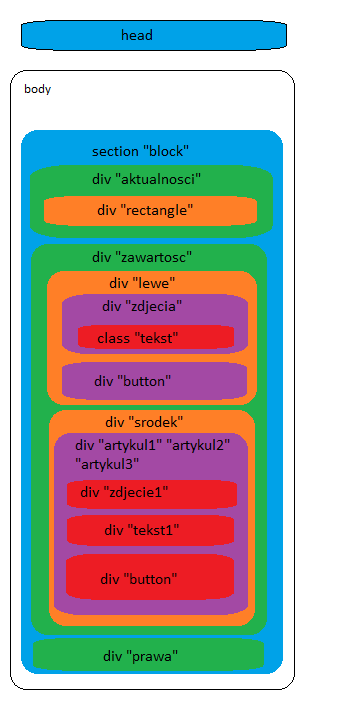 head
body
section "block"
div "aktualnosci"
div "rectangle"
div "zawartosc"
div "lewe"
div "zdjecia"
class "tekst"
div "button"
div "srodek"
div "artykul1" "artykul2"
"artykul3"
div "zdjecie1"
div "tekst1"
div "button"
div "prawa"